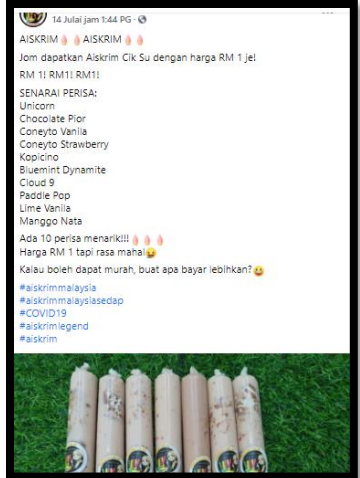 14 Julai jam 1:44 PG ·
AISKRIM🍦🍦AISKRIM🍦🍦
Jom dapatkan Aiskrim Cik Su dengan harga RM 1 je!
RM 1! RM1! RM1!
SENARAI PERISA:
Unicorn
Chocolate Pior
Coneyto Vanila
Coneyto Strawberry
Kopicino
Bluemint Dynamite
Cloud 9
Paddle Pop
Lime Vanila
Manggo Nata
Ada 10 perisa menarik!!!🍦🍦🍦
Harga RM 1 tapi rasa mahal😜
Kalau boleh dapat murah, buat apa bayar lebihkan?😃
#aiskrimmalaysia
#aiskrimmalaysiasedap
#COVID19
#aiskrimlegend
#aiskrim